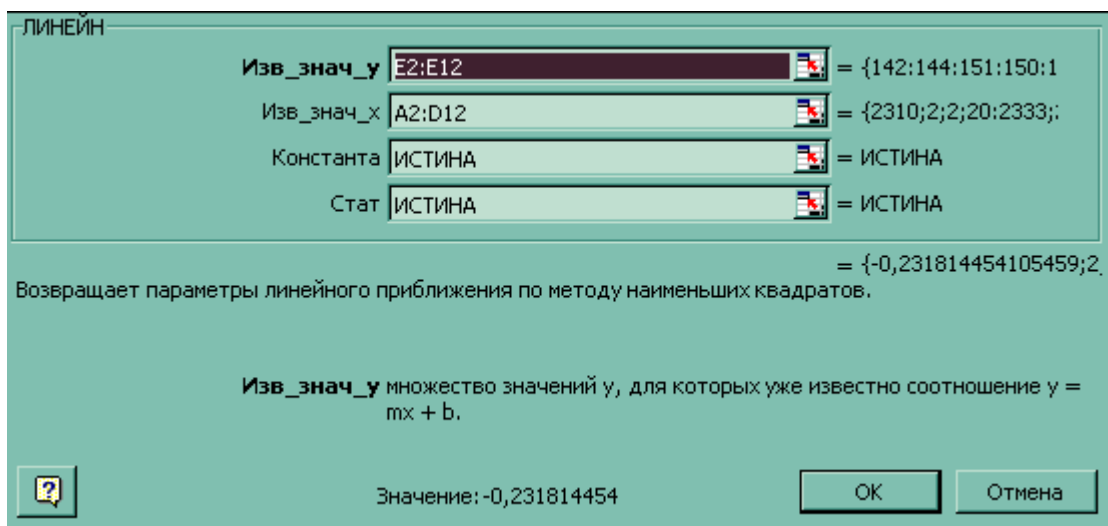 ЛИНЕЙН
Изв_знач_y E2:E12 = {142:144:151:150:1
Изв_знач_x A2:D12 = {2310;2;2;20:2333;
Константа ИСТИНА = ИСТИНА
Стат ИСТИНА = ИСТИНА
= {-0,231814454105459;2
Возвращает параметры линейного приближения по методу наименьших квадратов.
Изв_знач_y множество значений y, для которых уже известно соотношение y =
mx + b.
? Значение:-0,231814454 OK Отмена